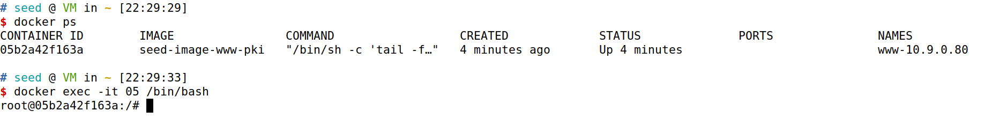 # seed @ VM in ~ [22:29:29]
$ docker ps
CONTAINER ID        IMAGE                COMMAND                  CREATED             STATUS              PORTS               NAMES
05b2a42f163a        seed-image-www-pki   "/bin/sh -c 'tail -f…"   4 minutes ago       Up 4 minutes                            www-10.9.0.80
# seed @ VM in ~ [22:29:33]
$ docker exec -it 05 /bin/bash
root@05b2a42f163a:/#